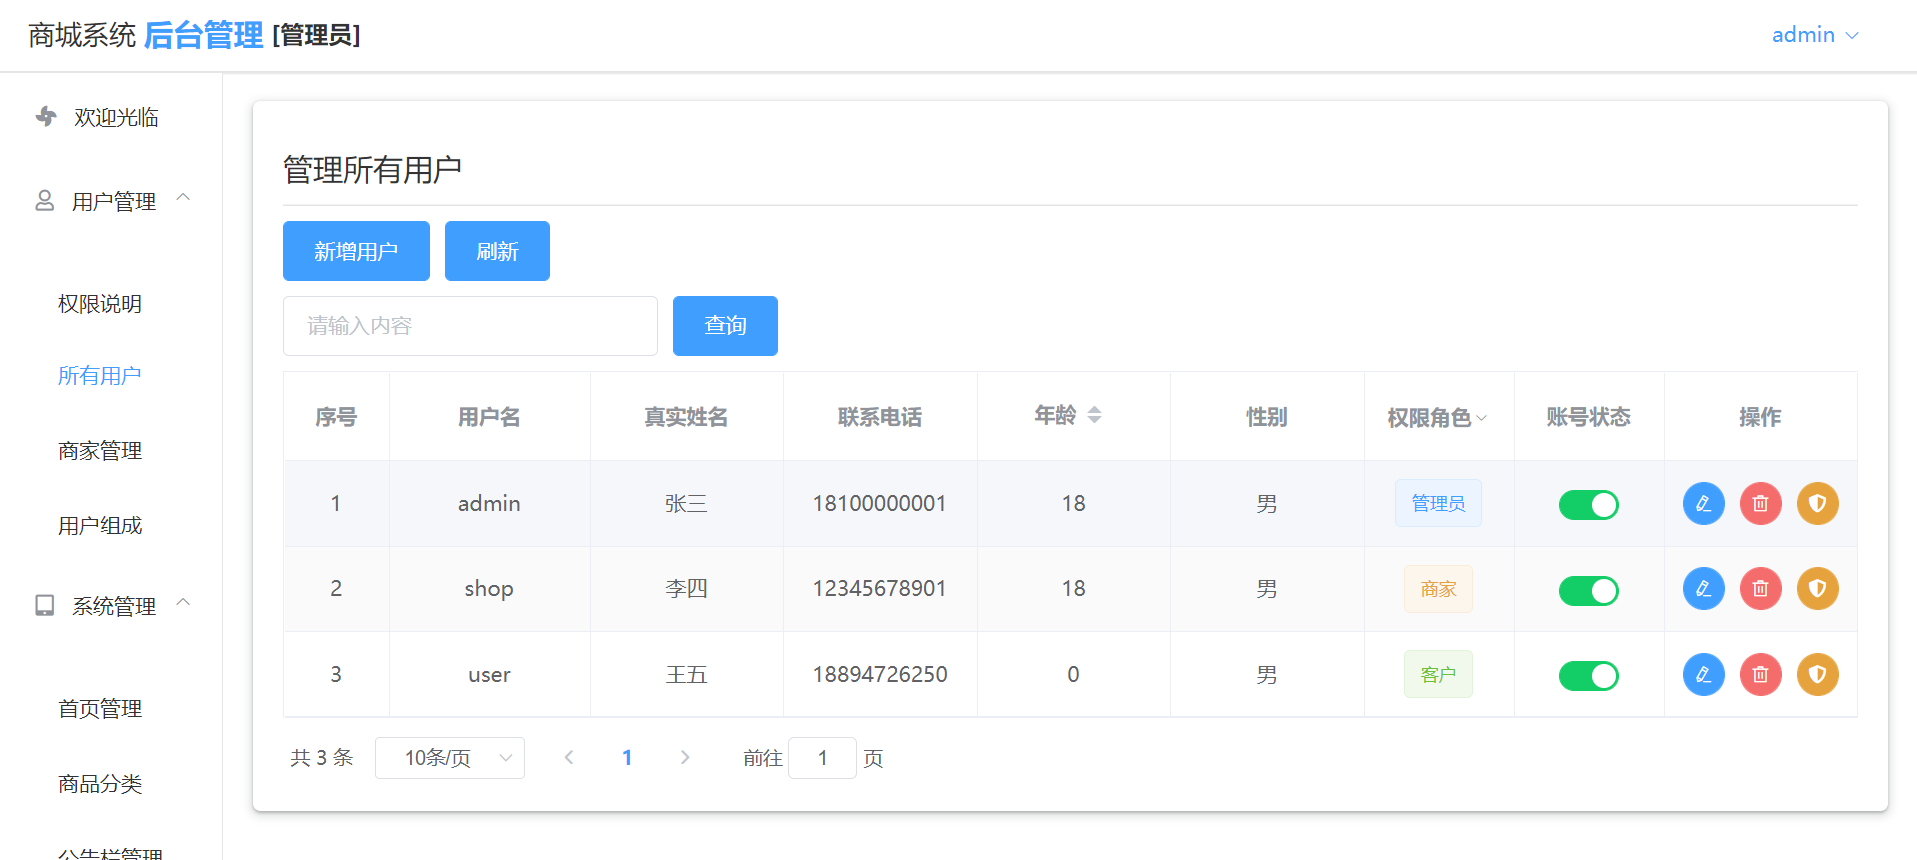 商城系统 后台管理 [管理员]
admin
欢迎光临
用户管理
权限说明
所有用户
商家管理
用户组成
系统管理
首页管理
商品分类
公告栏管理
管理所有用户
新增用户 刷新
请输入内容 查询
序号 用户名 真实姓名 联系电话 年龄 性别 权限角色 账号状态 操作
1 admin 张三 18100000001 18 男 管理员
2 shop 李四 12345678901 18 男 商家
3 user 王五 18894726250 0 男 客户
共 3 条 10条/页 1 前往 1 页